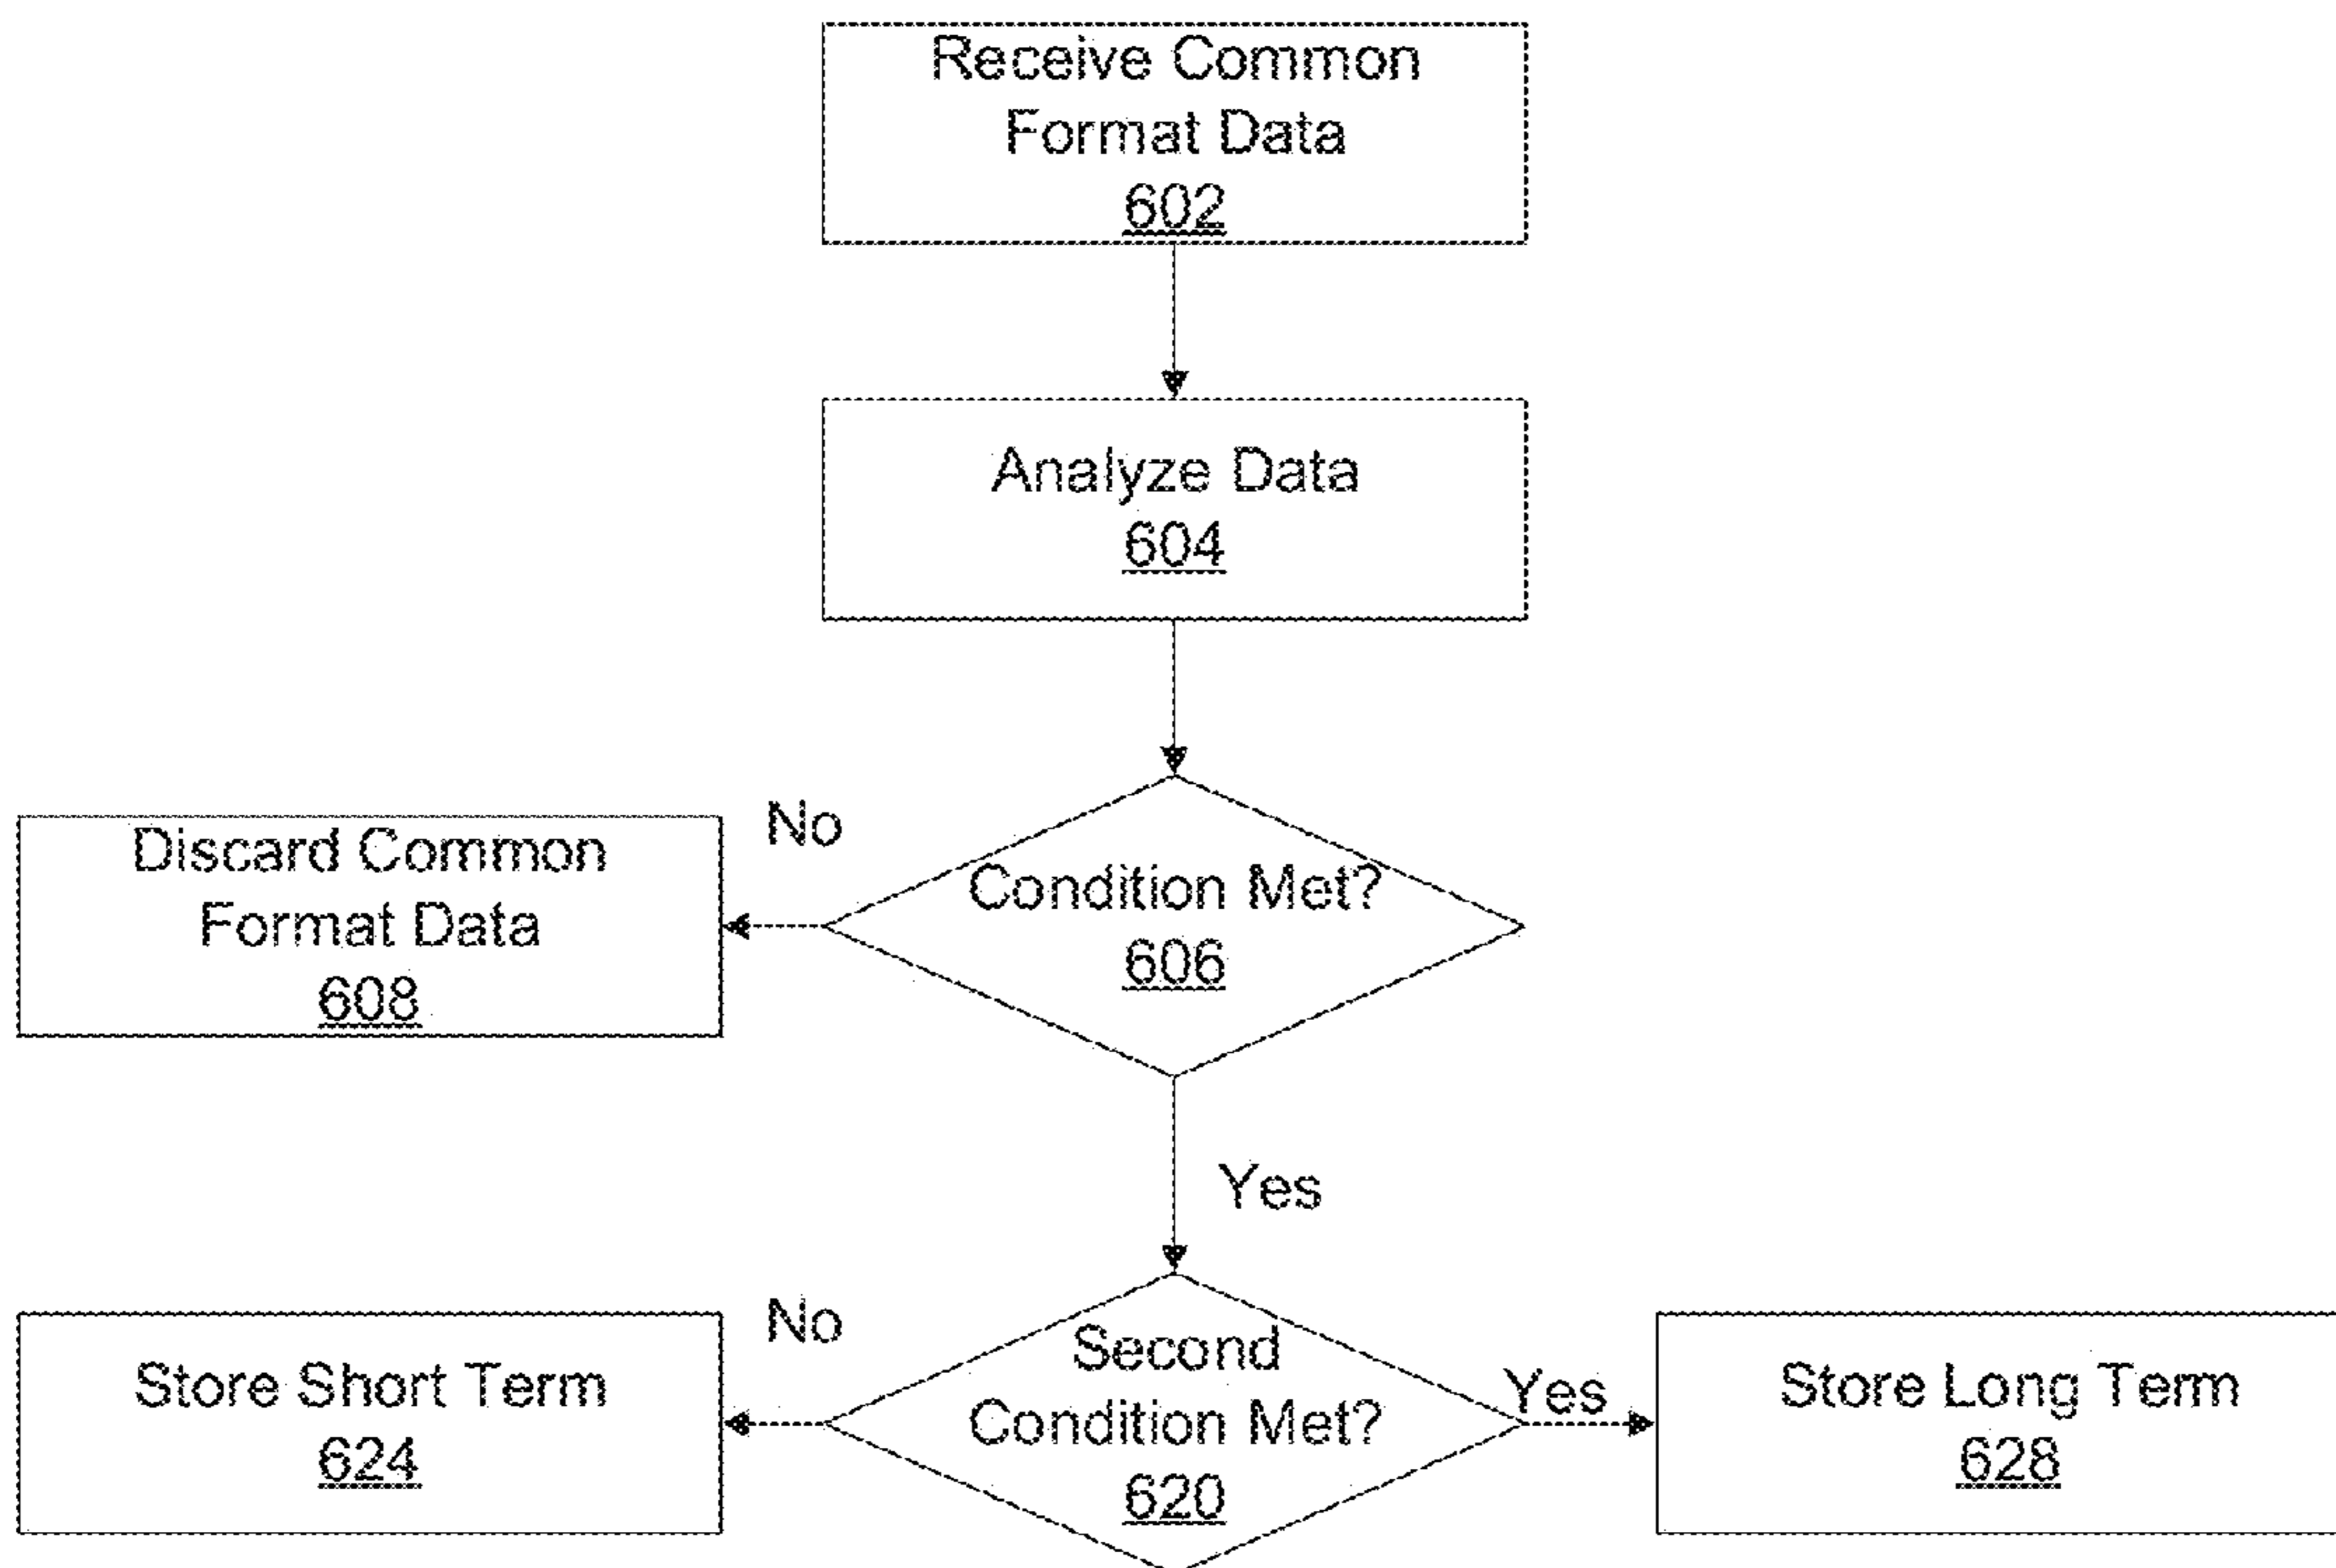 Receive Common
Format Data
602
Analyze Data
604
No
Discard Common
Format Data
608
Condition Met?
606
Yes
No
Store Short Term
624
Second
Condition Met?
620
Yes
Store Long Term
628